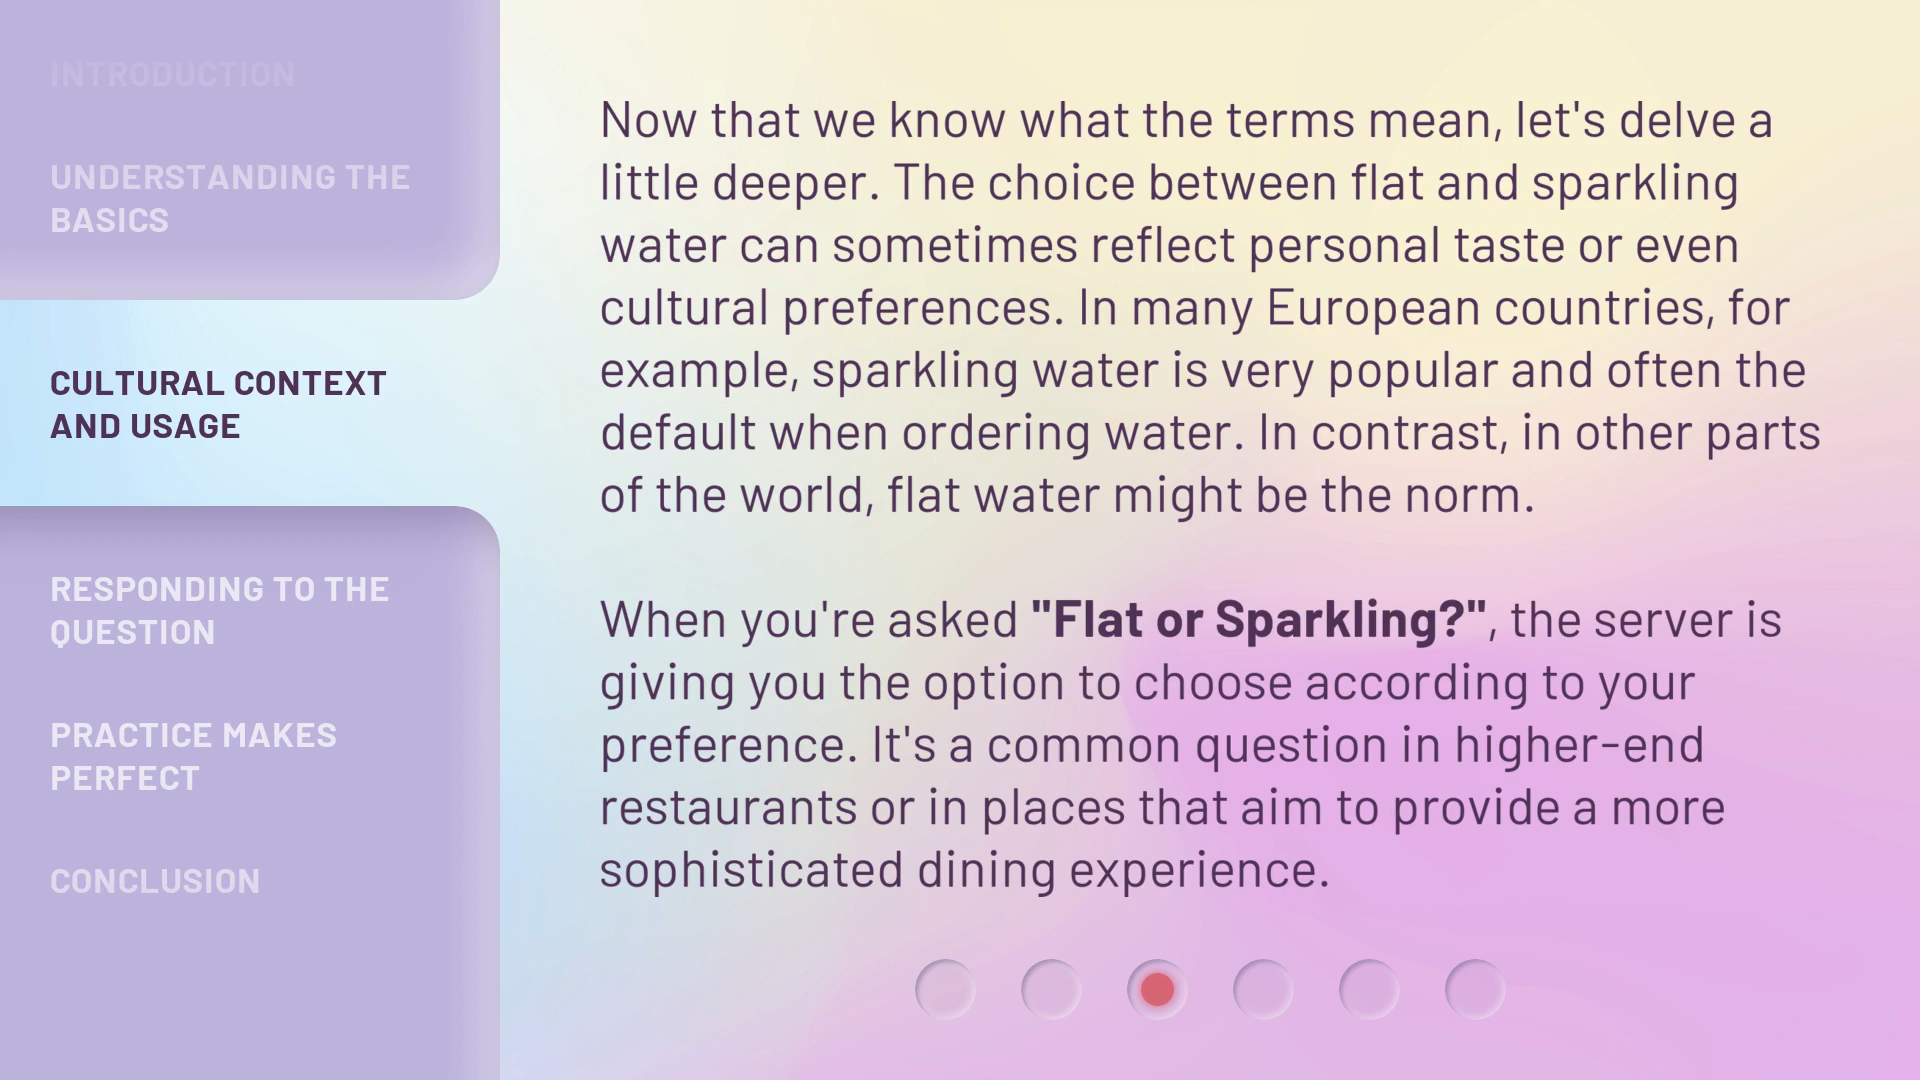 INTRODUCTION
UNDERSTANDING THE
BASICS
CULTURAL CONTEXT
AND USAGE
RESPONDING TO THE
QUESTION
PRACTICE MAKES
PERFECT
CONCLUSION
Now that we know what the terms mean, let's delve a
little deeper. The choice between flat and sparkling
water can sometimes reflect personal taste or even
cultural preferences. In many European countries, for
example, sparkling water is very popular and often the
default when ordering water. In contrast, in other parts
of the world, flat water might be the norm.
When you're asked "Flat or Sparkling?", the server is
giving you the option to choose according to your
preference. It's a common question in higher-end
restaurants or in places that aim to provide a more
sophisticated dining experience.